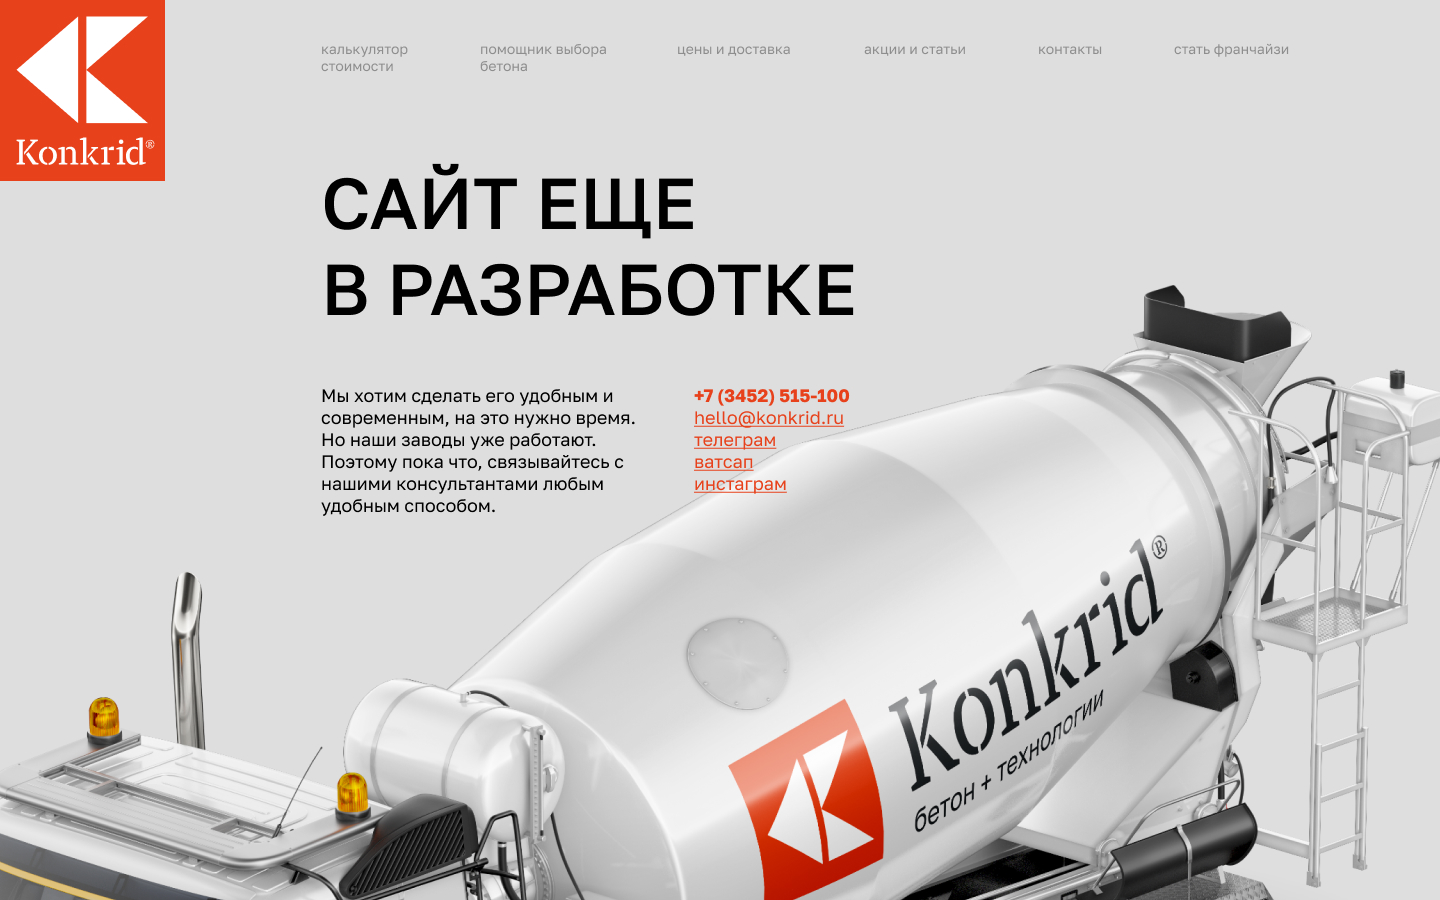 Konkrid®
калькулятор
стоимости
помощник выбора
бетона
цены и доставка
акции и статьи
контакты
стать франчайзи
САЙТ ЕЩЕ
В РАЗРАБОТКЕ
Мы хотим сделать его удобным и
современным, на это нужно время.
Но наши заводы уже работают.
Поэтому пока что, связывайтесь с
нашими консультантами любым
удобным способом.
+7 (3452) 515-100
hello@konkrid.ru
телеграм
ватсап
инстаграм
Konkrid®
бетон + технологии